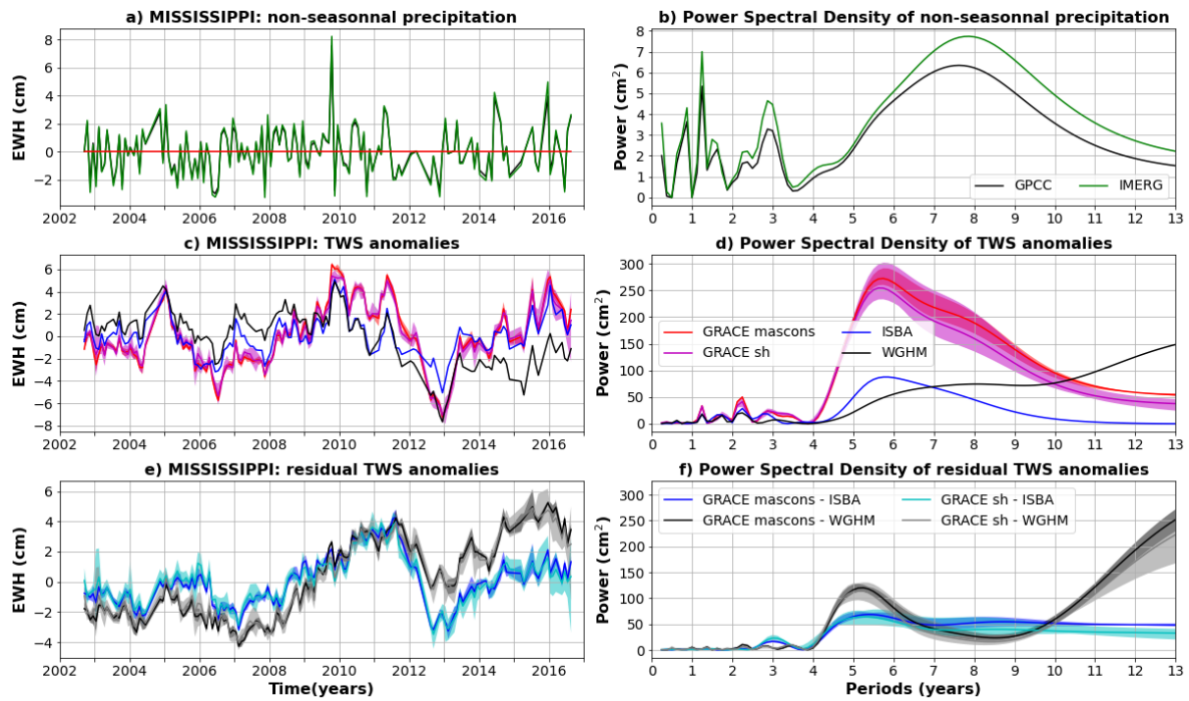 a) MISSISSIPPI: non-seasonnal precipitation
EWH (cm)
8
6
4
2
0
−2
2002 2004 2006 2008 2010 2012 2014 2016
b) Power Spectral Density of non-seasonnal precipitation
Power (cm²)
8
7
6
5
4
3
2
1
0
GPCC IMERG
0 1 2 3 4 5 6 7 8 9 10 11 12 13
c) MISSISSIPPI: TWS anomalies
EWH (cm)
6
4
2
0
−2
−4
−6
−8
2002 2004 2006 2008 2010 2012 2014 2016
d) Power Spectral Density of TWS anomalies
Power (cm²)
300
250
200
150
100
50
0
GRACE mascons ISBA
GRACE sh WGHM
0 1 2 3 4 5 6 7 8 9 10 11 12 13
e) MISSISSIPPI: residual TWS anomalies
EWH (cm)
6
4
2
0
−2
−4
2002 2004 2006 2008 2010 2012 2014 2016
Time(years)
f) Power Spectral Density of residual TWS anomalies
Power (cm²)
300
250
200
150
100
50
0
GRACE mascons - ISBA GRACE sh - ISBA
GRACE mascons - WGHM GRACE sh - WGHM
0 1 2 3 4 5 6 7 8 9 10 11 12 13
Periods (years)